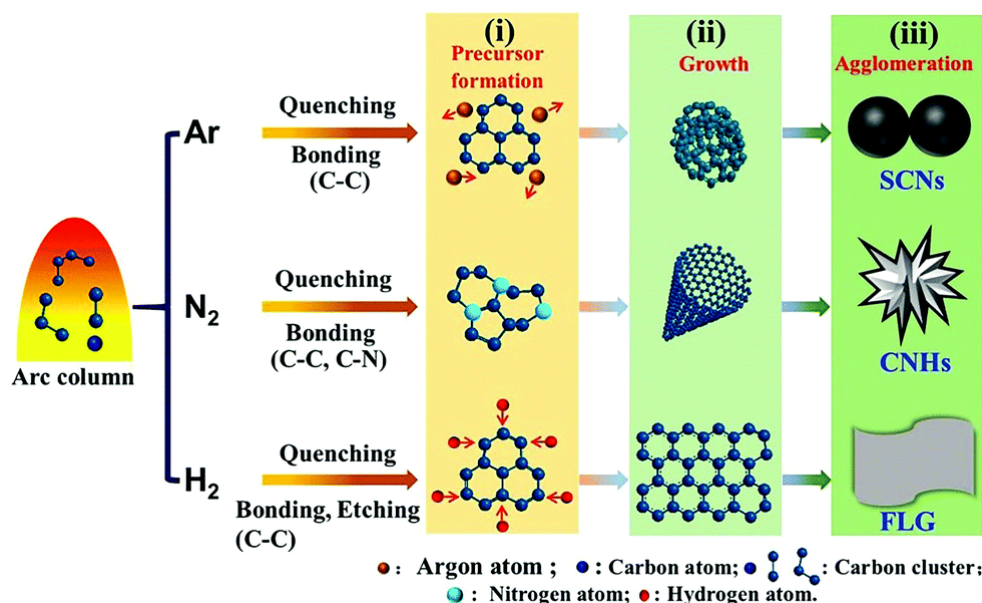 (i)
Precursor
formation
(ii)
Growth
(iii)
Agglomeration
Ar
Quenching
Bonding
(C-C)
SCNs
Arc column
N2
Quenching
Bonding
(C-C, C-N)
CNHs
H2
Quenching
Bonding, Etching
(C-C)
FLG
: Argon atom ; : Carbon atom; : Carbon cluster;
: Nitrogen atom; : Hydrogen atom.